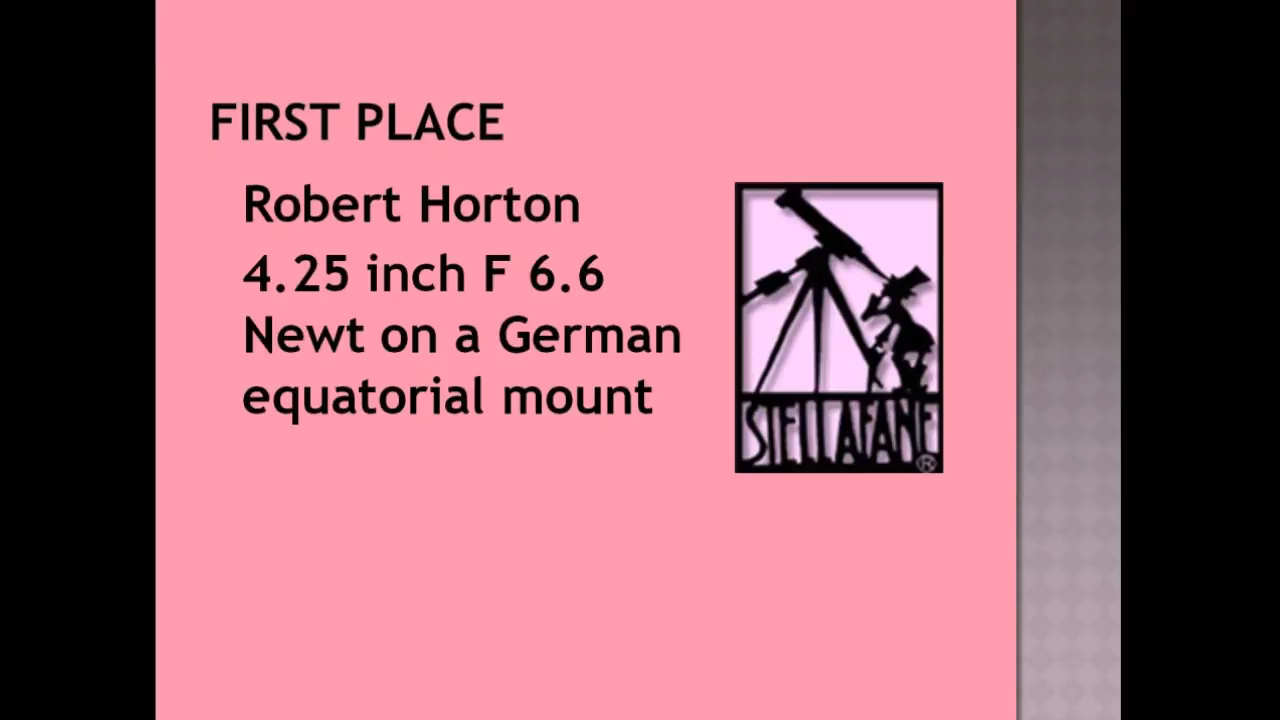 FIRST PLACE
Robert Horton
4.25 inch F 6.6
Newt on a German
equatorial mount
STELLAFANE
®